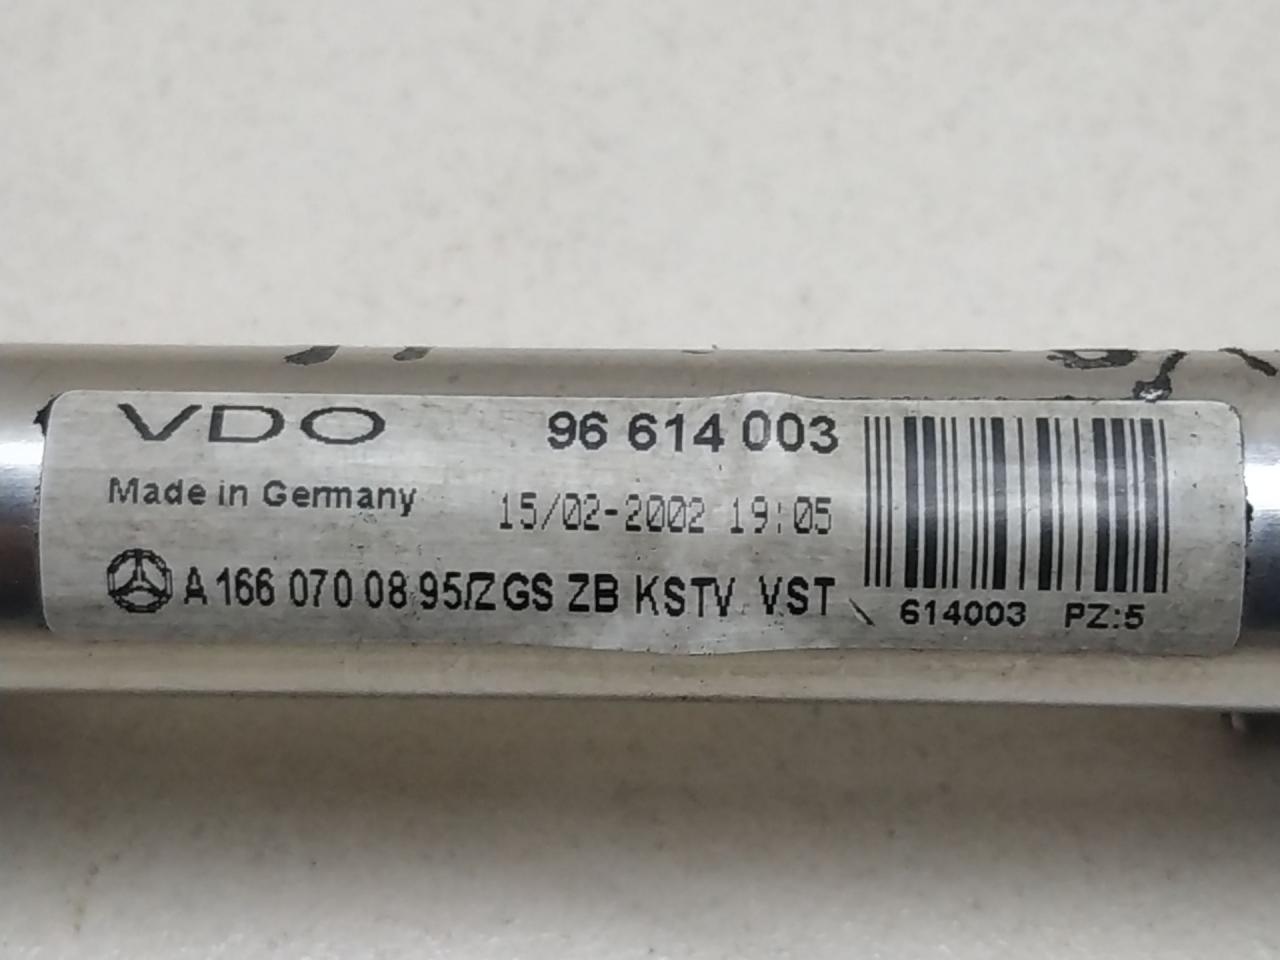 VDO
96 614 003
Made in Germany
15/02-2002 19:05
A 166 070 08 95/ZGS ZB KSTV VST
614003 PZ:5